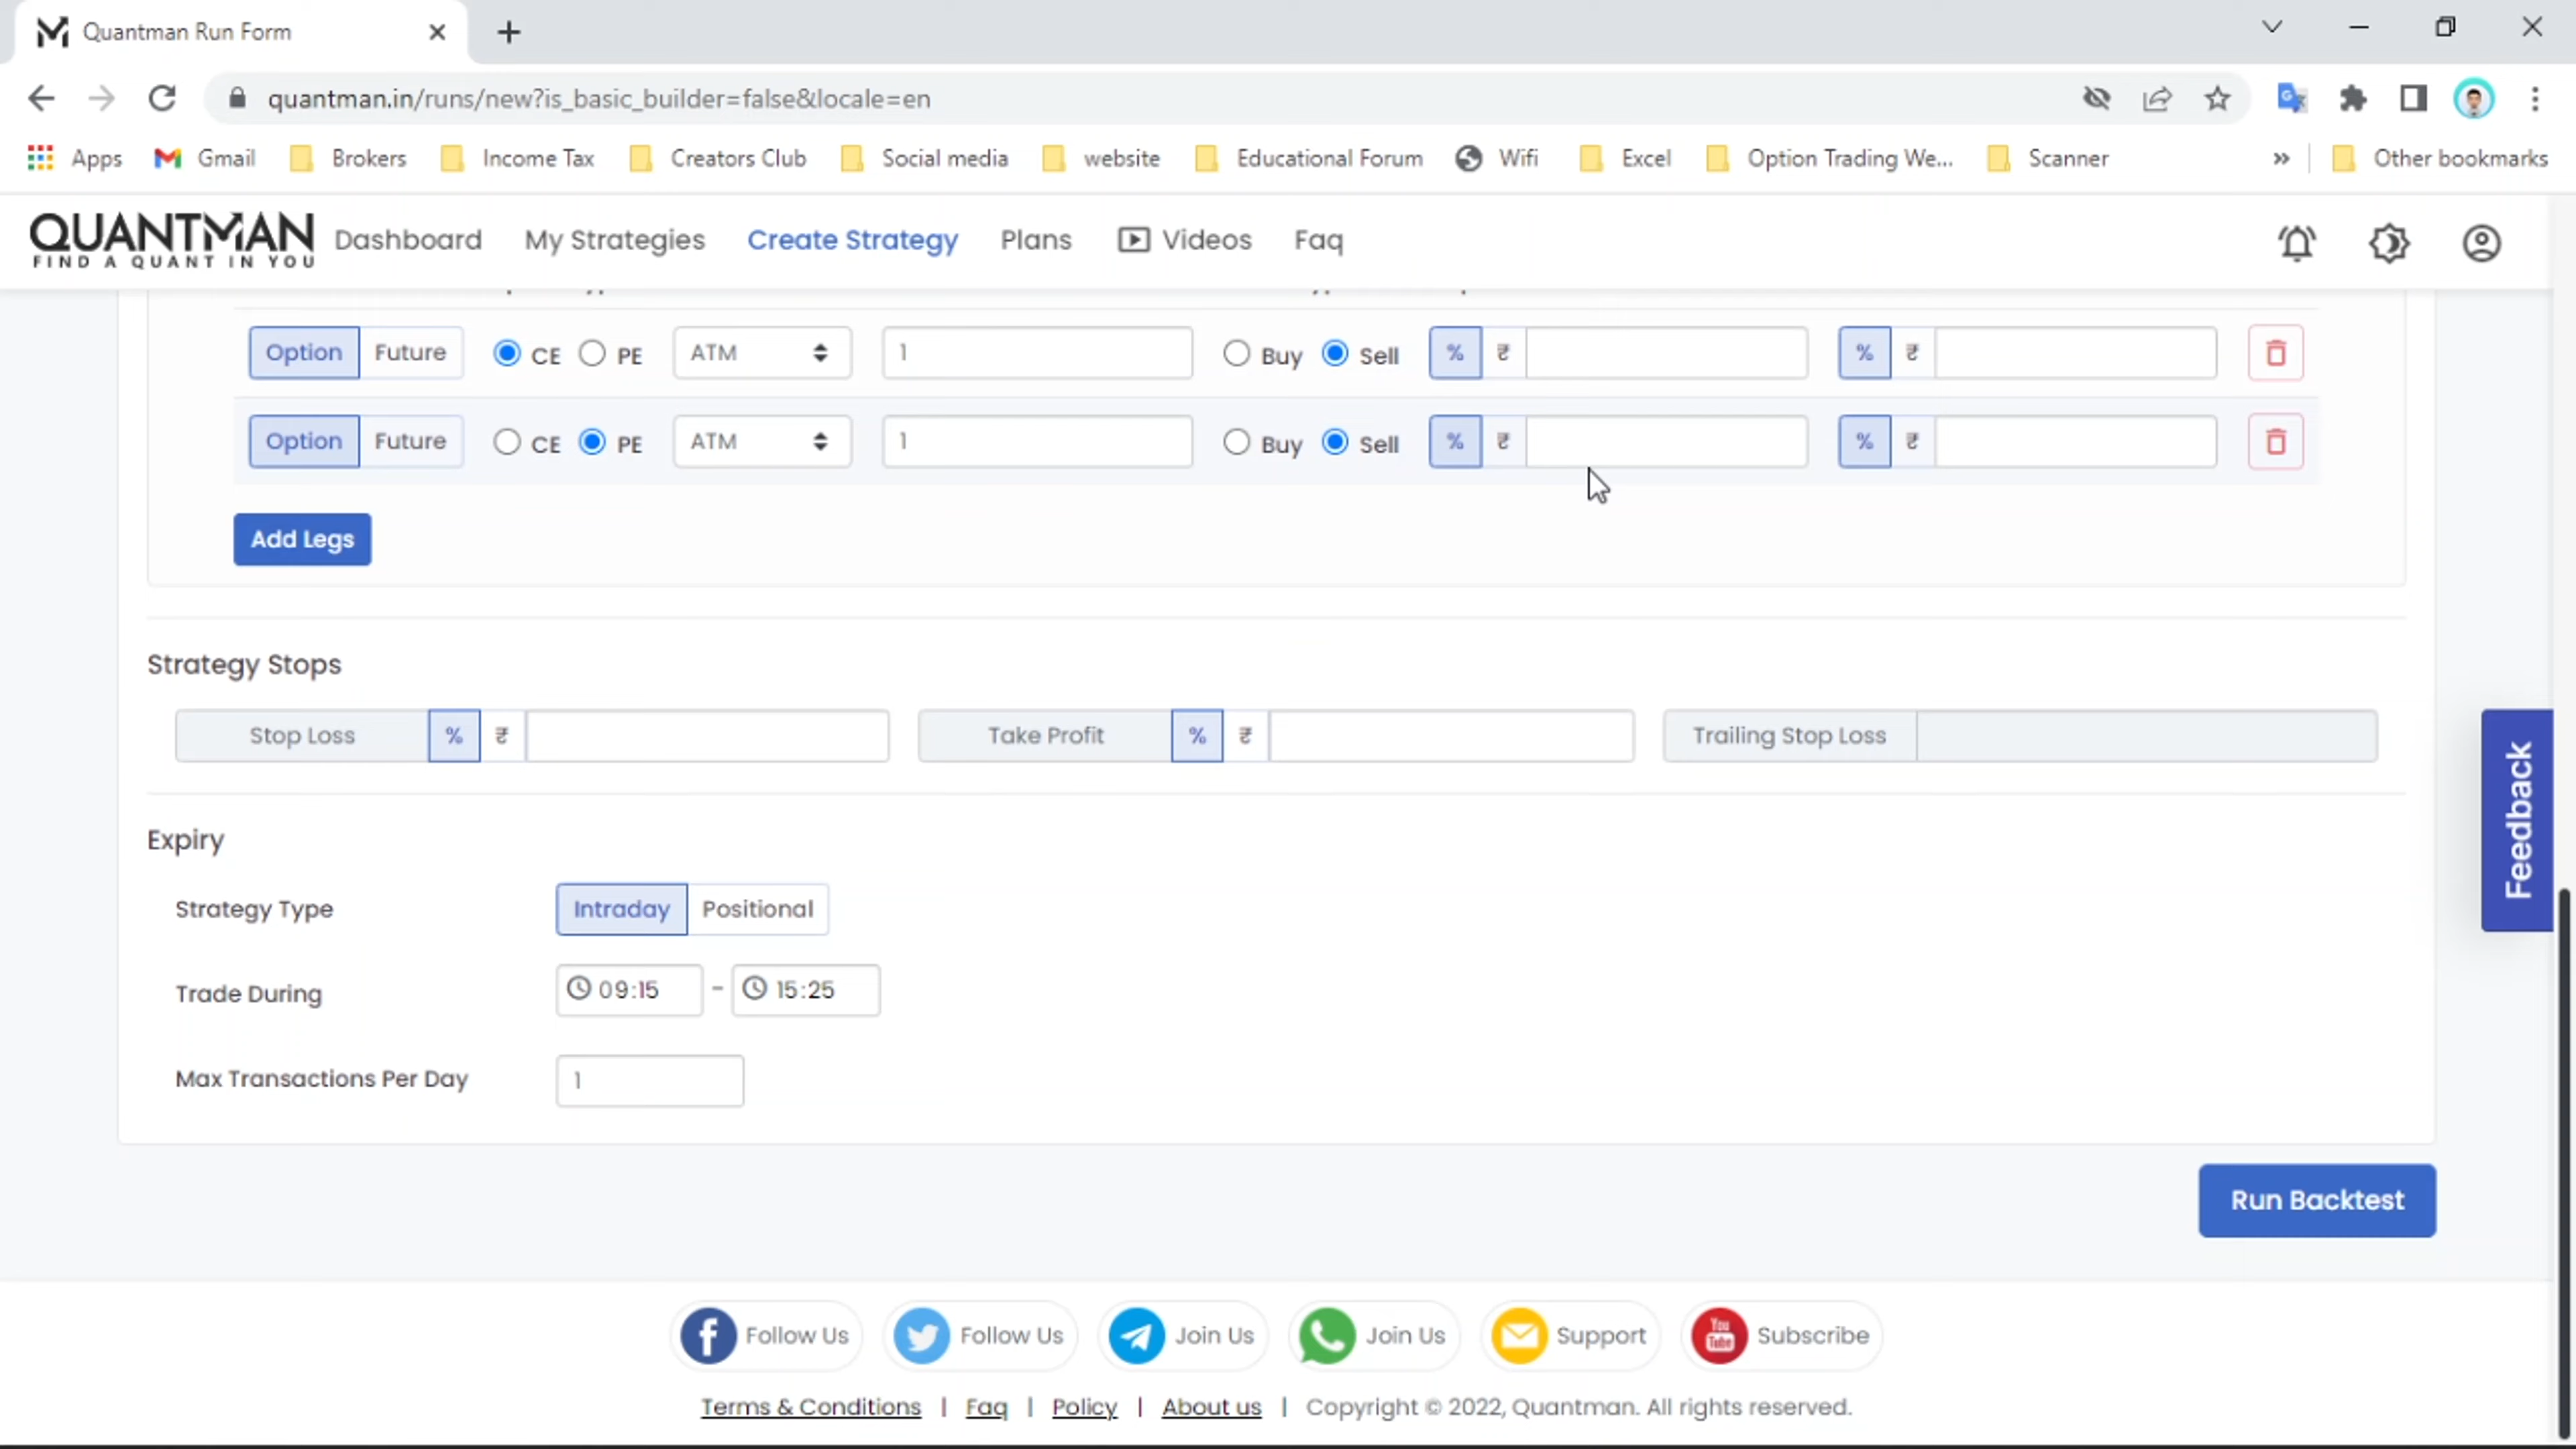 Quantman Run Form
quantman.in/runs/new?is_basic_builder=false&locale=en
Apps Gmail Brokers Income Tax Creators Club Social media website Educational Forum Wifi Excel Option Trading We... Scanner » Other bookmarks
QUANTMAN Dashboard My Strategies Create Strategy Plans Videos Faq
FIND A QUANT IN YOU
Option Future CE PE ATM 1 Buy Sell % ₹ % ₹
Option Future CE PE ATM 1 Buy Sell % ₹ % ₹
Add Legs
Strategy Stops
Stop Loss % ₹ Take Profit % ₹ Trailing Stop Loss
Feedback
Expiry
Strategy Type Intraday Positional
Trade During 09:15 - 15:25
Max Transactions Per Day 1
Run Backtest
Follow Us Follow Us Join Us Join Us Support You Tube Subscribe
Terms & Conditions | Faq | Policy | About us | Copyright © 2022, Quantman. All rights reserved.